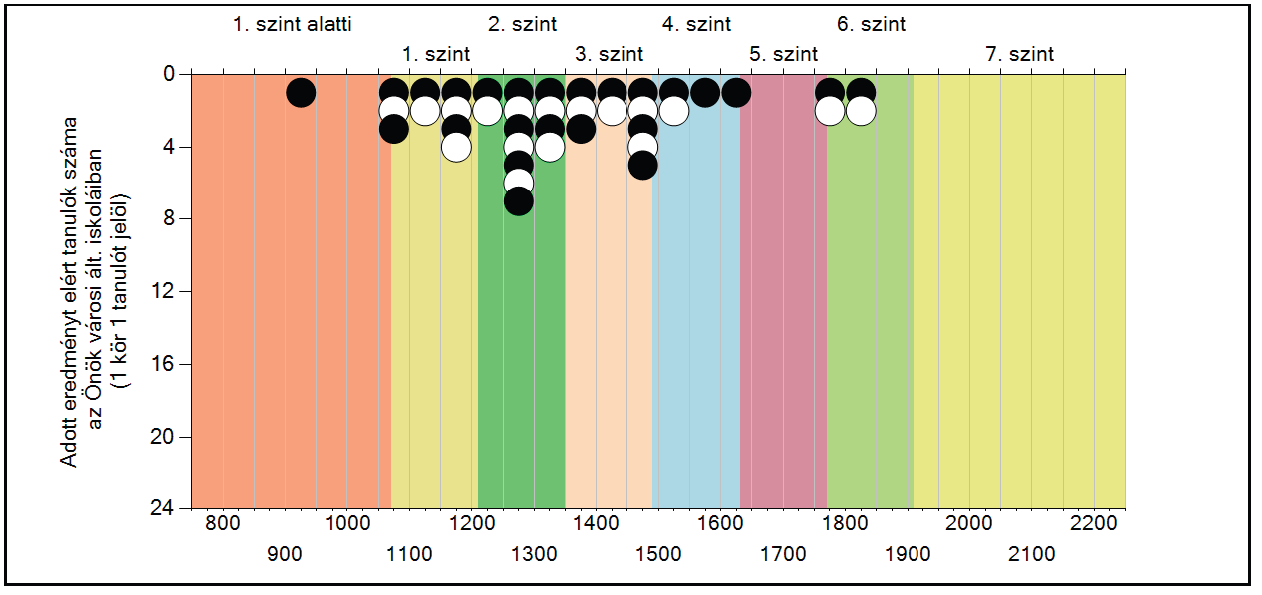 1. szint alatti 2. szint 4. szint 6. szint
1. szint 3. szint 5. szint 7. szint
0
4
8
12
16
20
24
Adott eredményt elért tanulók száma
az Önök városi ált. iskoláiban
(1 kör 1 tanulót jelöl)
800 1000 1200 1400 1600 1800 2000 2200
900 1100 1300 1500 1700 1900 2100